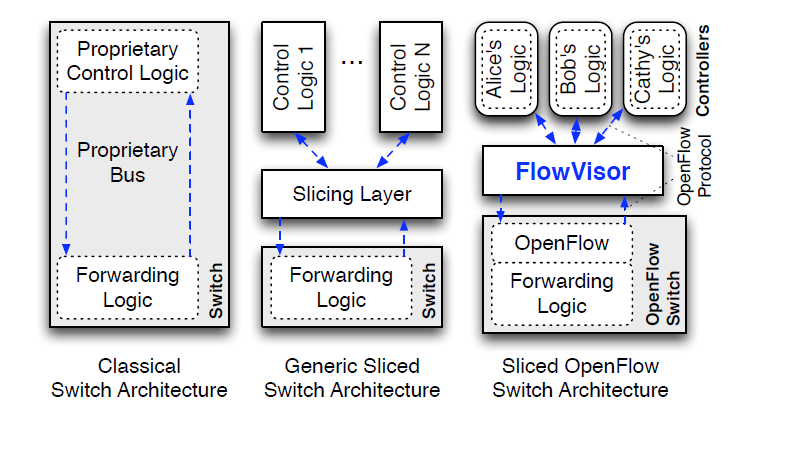 Proprietary
Control Logic
Proprietary
Bus
Forwarding
Logic
Switch
Classical
Switch Architecture
Control
Logic 1
...
Control
Logic N
Slicing Layer
Forwarding
Logic
Switch
Generic Sliced
Switch Architecture
Alice's
Logic
Bob's
Logic
Cathy's
Logic
Controllers
FlowVisor
OpenFlow
Protocol
OpenFlow
Forwarding
Logic
OpenFlow
Switch
Sliced OpenFlow
Switch Architecture